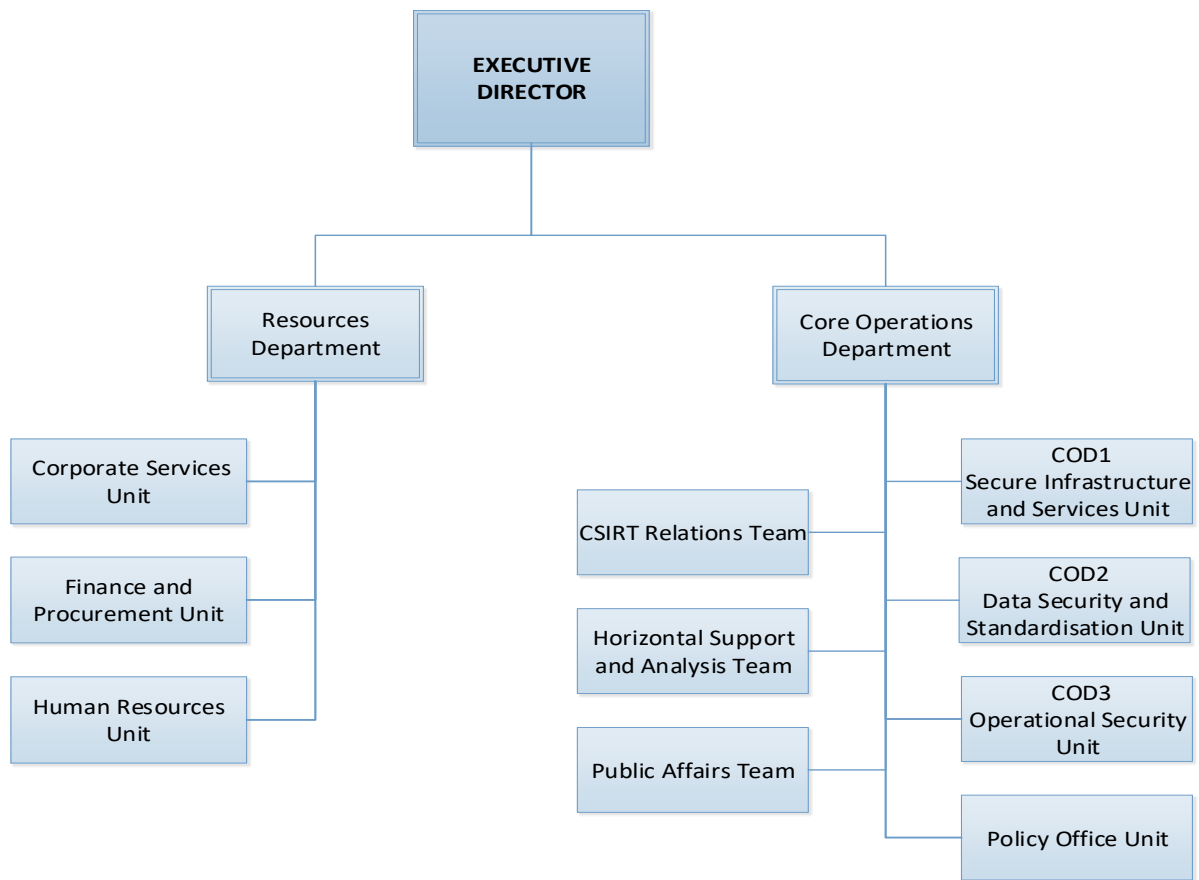 EXECUTIVE
DIRECTOR
Resources
Department
Core Operations
Department
Corporate Services
Unit
Finance and
Procurement Unit
Human Resources
Unit
CSIRT Relations Team
Horizontal Support
and Analysis Team
Public Affairs Team
COD1
Secure Infrastructure
and Services Unit
COD2
Data Security and
Standardisation Unit
COD3
Operational Security
Unit
Policy Office Unit